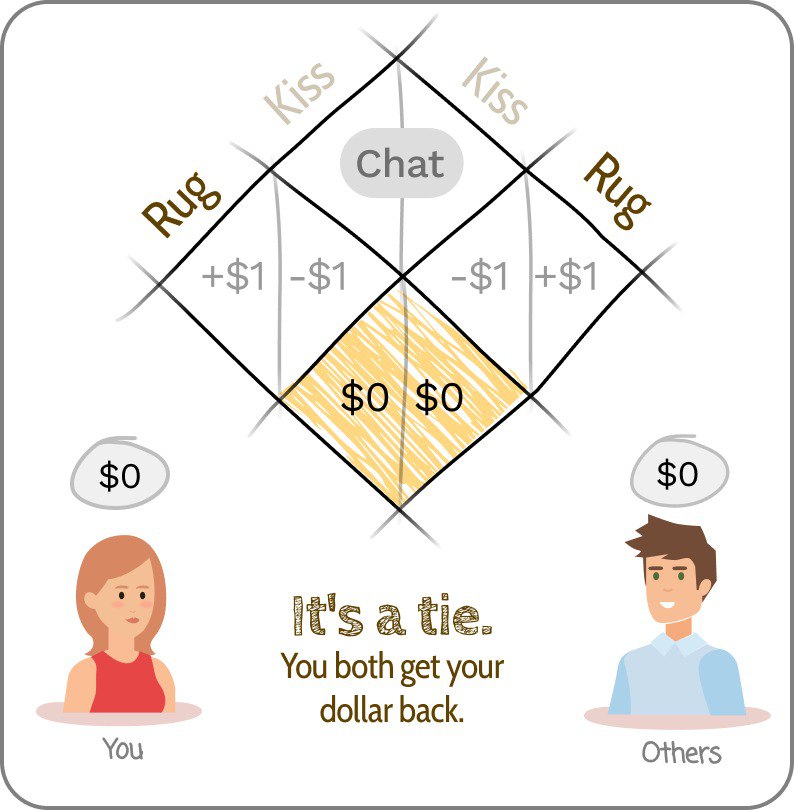 Kiss
Kiss
Chat
Rug
Rug
+$1 -$1
-$1 +$1
$0 $0
$0
$0
It's a tie.
You both get your
dollar back.
You
Others